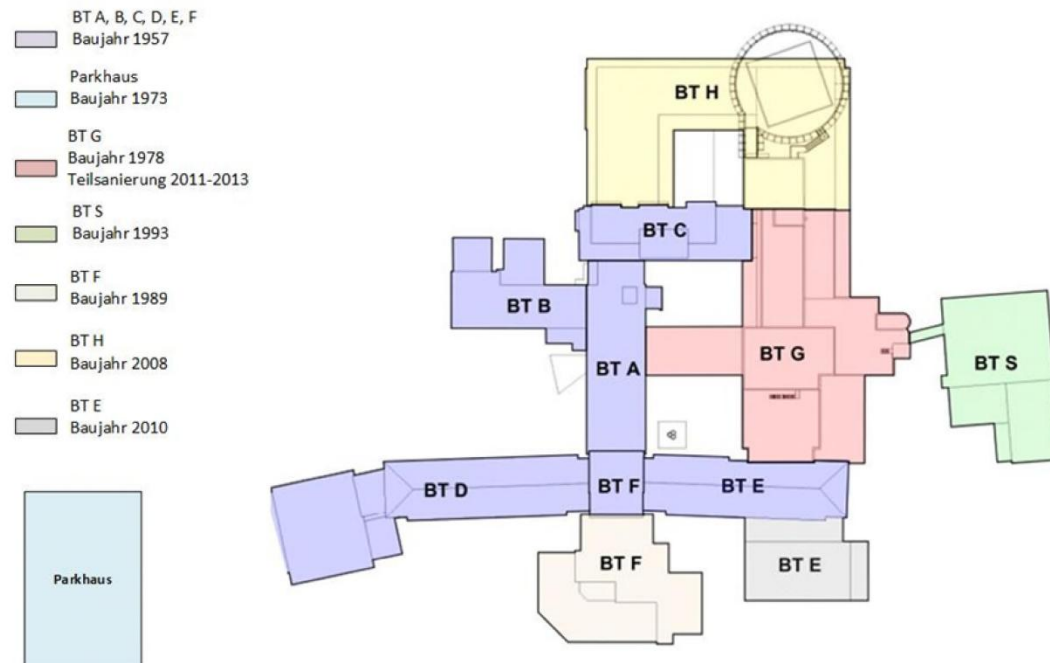 BT A, B, C, D, E, F
Baujahr 1957
Parkhaus
Baujahr 1973
BT G
Baujahr 1978
Teilsanierung 2011-2013
BT S
Baujahr 1993
BT F
Baujahr 1989
BT H
Baujahr 2008
BT E
Baujahr 2010
Parkhaus
BT H
BT C
BT B
BT A
BT G
BT S
BT D
BT F
BT E
BT F
BT E